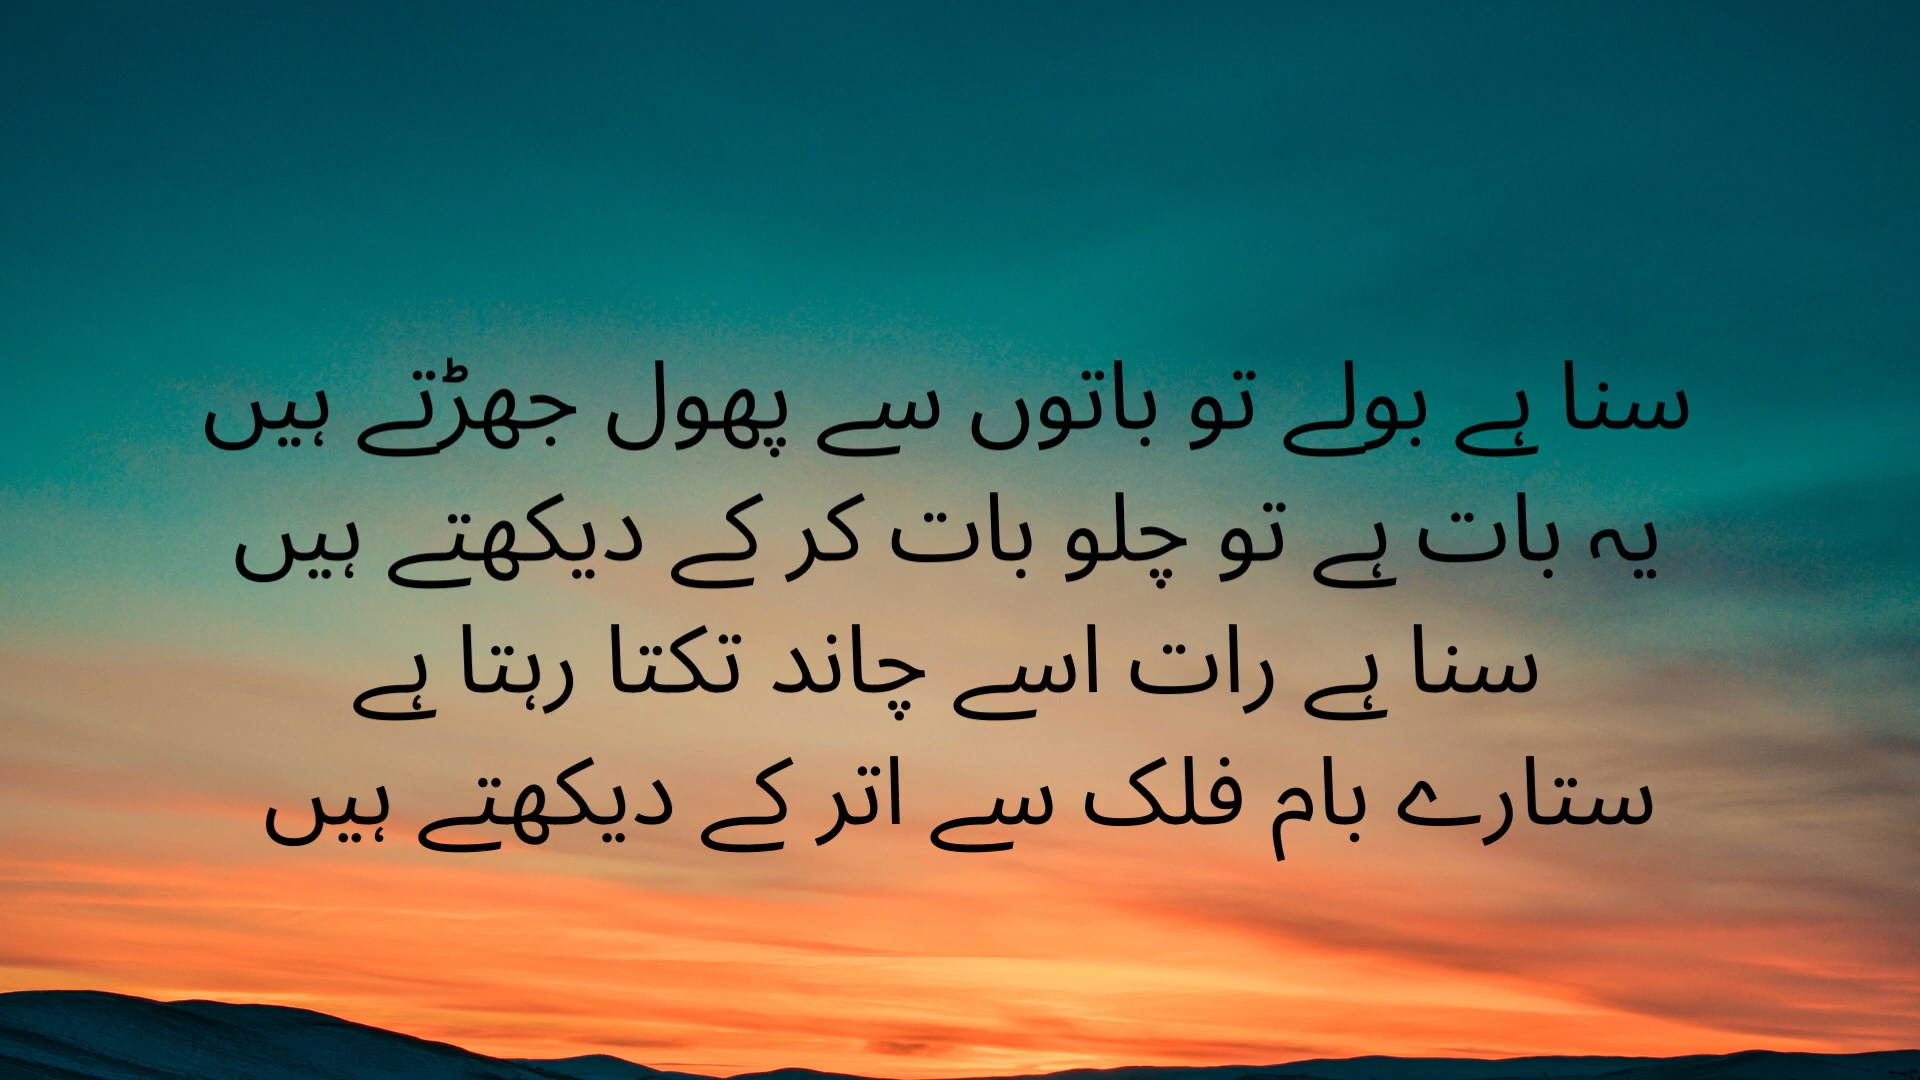 سنا ہے بولے تو باتوں سے پھول جھڑتے ہیں
یہ بات ہے تو چلو بات کر کے دیکھتے ہیں
سنا ہے رات اسے چاند تکتا رہتا ہے
ستارے بام فلک سے اتر کے دیکھتے ہیں